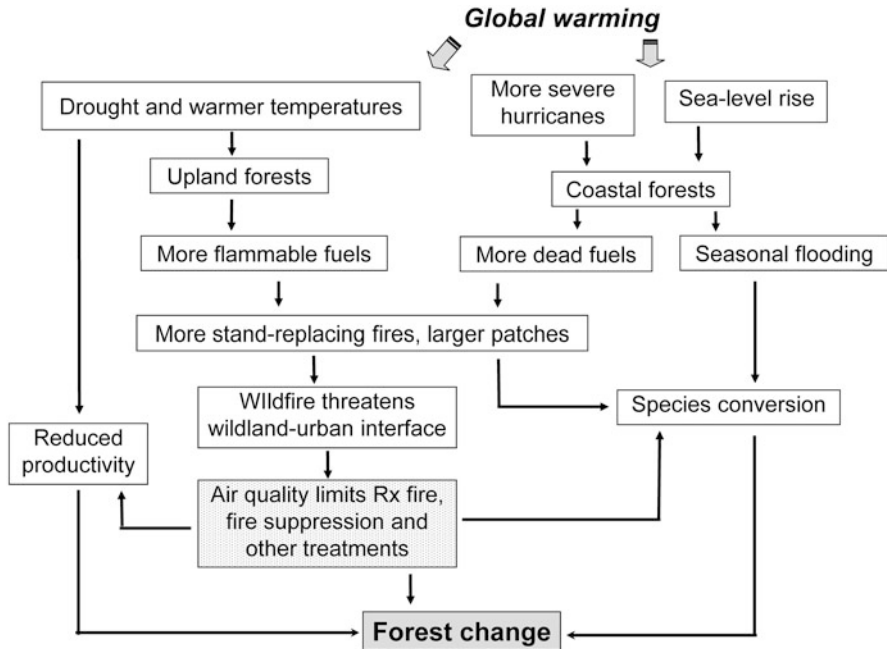 Global warming
Drought and warmer temperatures
More severe
hurricanes
Sea-level rise
Upland forests
Coastal forests
More flammable fuels
More dead fuels
Seasonal flooding
More stand-replacing fires, larger patches
WIldfire threatens
wildland-urban interface
Species conversion
Reduced
productivity
Air quality limits Rx fire,
fire suppression and
other treatments
Forest change